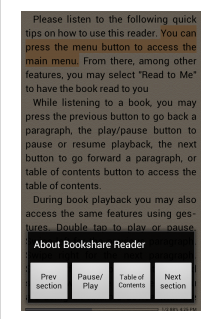 Please listen to the following quick
tips on how to use this reader. You can
press the menu button to access the
main menu. From there, among other
features, you may select "Read to Me"
to have the book read to you
While listening to a book, you may
press the previous button to go back a
paragraph, the play/pause button to
pause or resume playback, the next
button to go forward a paragraph, or
table of contents button to access the
table of contents.
During book playback you may also
access the same features using ges-
tures. Double tap to play or pause.
About Bookshare Reader
Prev
section
Pause/
Play
Table of
Contents
Next
section